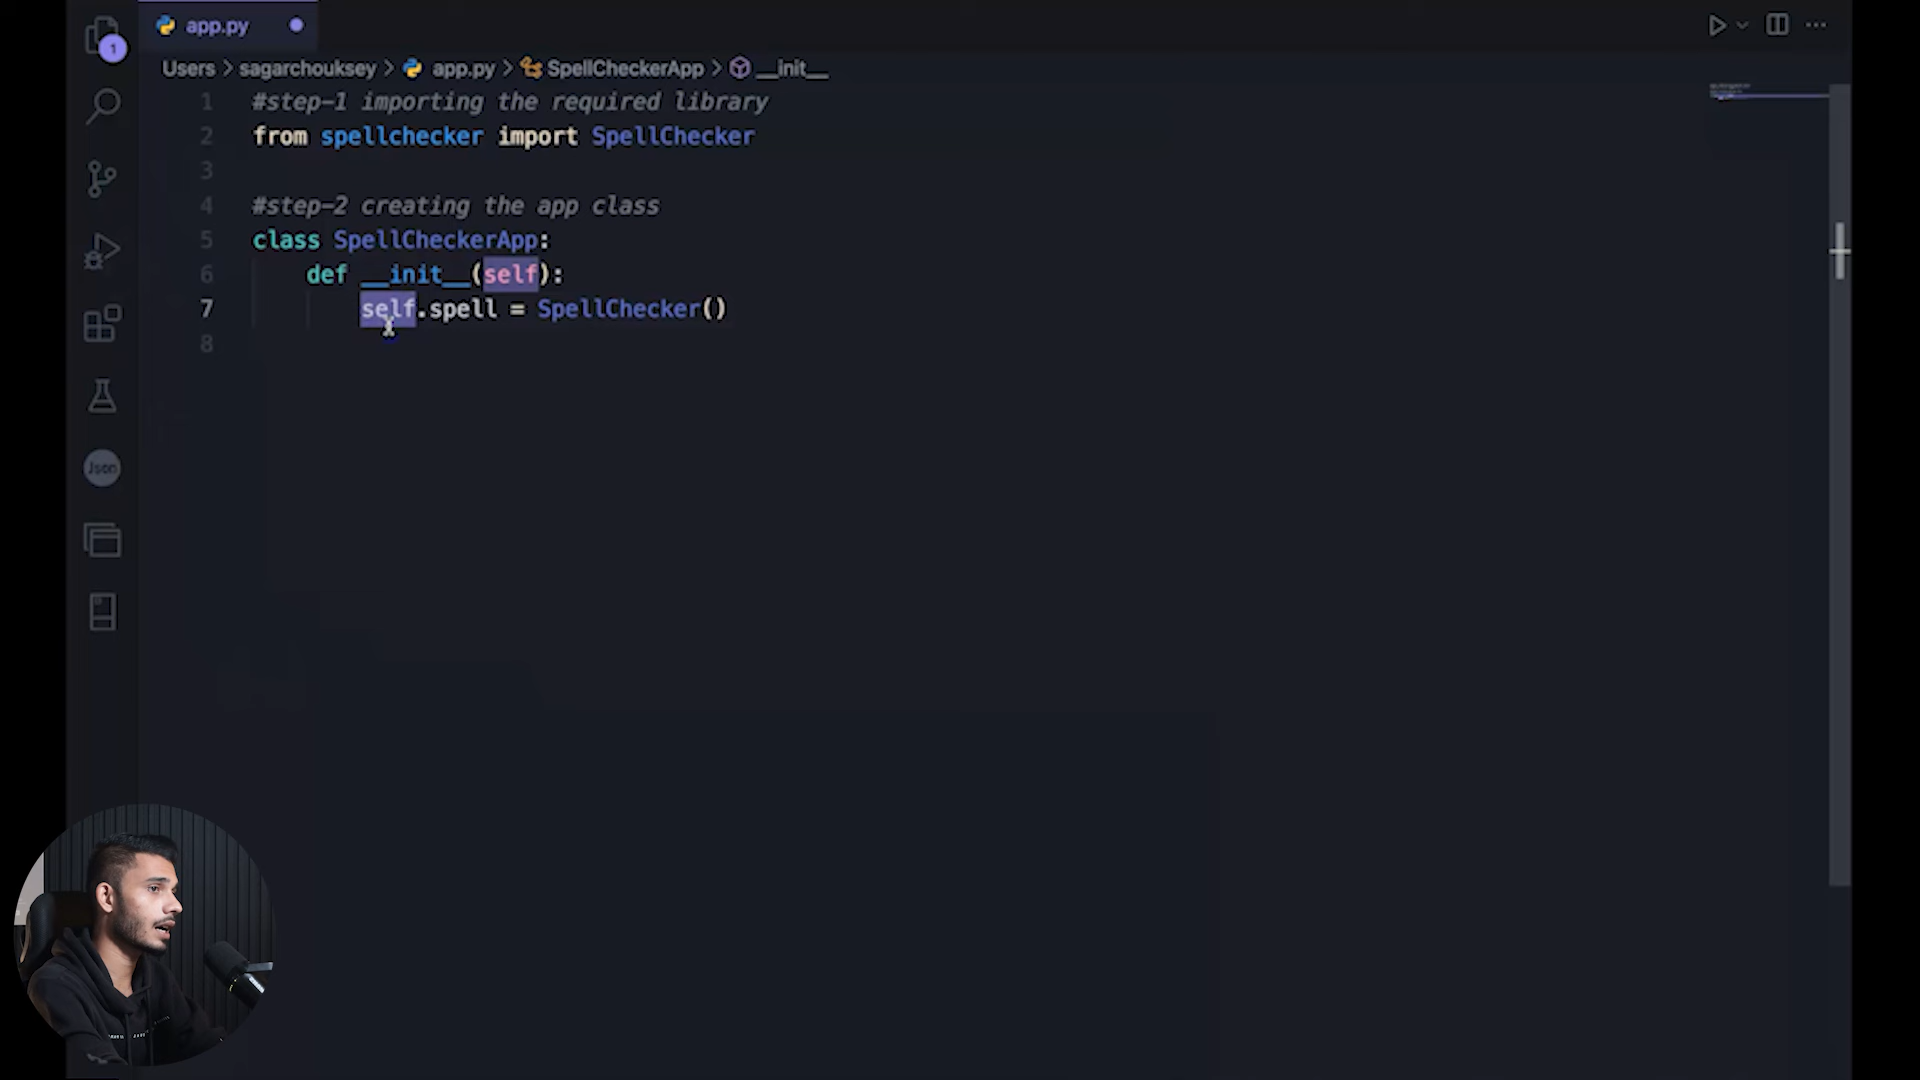 app.py
1
Users > sagarchouksey > app.py > SpellCheckerApp > __init__
1 #step-1 importing the required library
2 from spellchecker import SpellChecker
3
4 #step-2 creating the app class
5 class SpellCheckerApp:
6 def __init__(self):
7 self.spell = SpellChecker()
8
Json